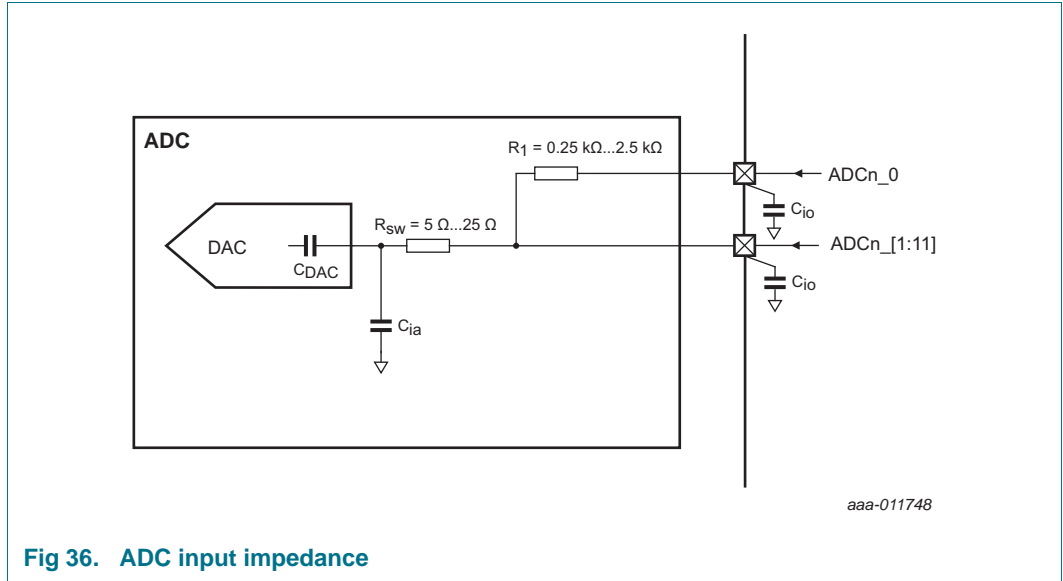 ADC
R1 = 0.25 kΩ...2.5 kΩ
ADCn_0
Cio
Rsw = 5 Ω...25 Ω
DAC
CDAC
ADCn_[1:11]
Cio
Cia
aaa-011748
Fig 36. ADC input impedance